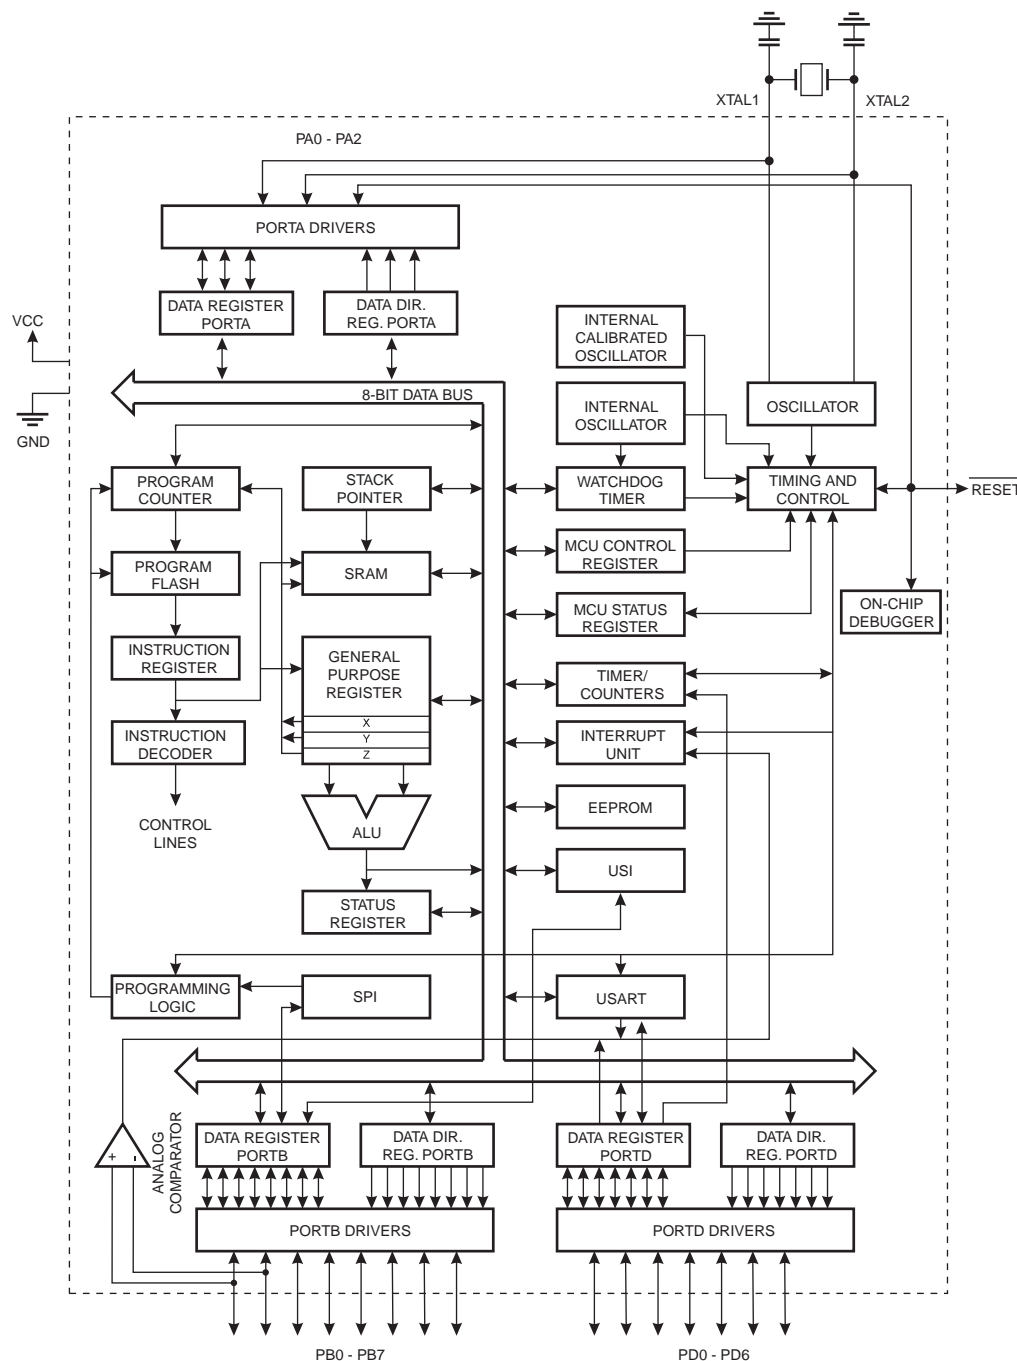 XTAL1
XTAL2
PA0 - PA2
PORTA DRIVERS
DATA REGISTER
PORTA
DATA DIR.
REG. PORTA
VCC
GND
8-BIT DATA BUS
INTERNAL
CALIBRATED
OSCILLATOR
INTERNAL
OSCILLATOR
OSCILLATOR
PROGRAM
COUNTER
STACK
POINTER
WATCHDOG
TIMER
TIMING AND
CONTROL
RESET
PROGRAM
FLASH
SRAM
MCU CONTROL
REGISTER
MCU STATUS
REGISTER
ON-CHIP
DEBUGGER
INSTRUCTION
REGISTER
GENERAL
PURPOSE
REGISTER
X
Y
Z
TIMER/
COUNTERS
INSTRUCTION
DECODER
INTERRUPT
UNIT
CONTROL
LINES
ALU
EEPROM
USI
STATUS
REGISTER
PROGRAMMING
LOGIC
SPI
USART
+
-
ANALOG
COMPARATOR
DATA REGISTER
PORTB
DATA DIR.
REG. PORTB
DATA REGISTER
PORTD
DATA DIR.
REG. PORTD
PORTB DRIVERS
PORTD DRIVERS
PB0 - PB7
PD0 - PD6